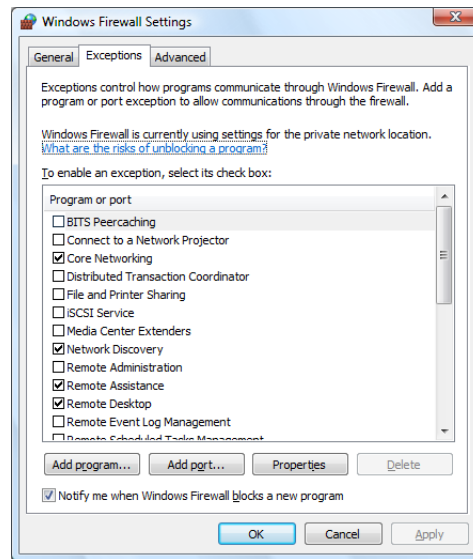 Windows Firewall Settings
General Exceptions Advanced
Exceptions control how programs communicate through Windows Firewall. Add a
program or port exception to allow communications through the firewall.
Windows Firewall is currently using settings for the private network location.
What are the risks of unblocking a program?
To enable an exception, select its check box:
Program or port
BITS Peercaching
Connect to a Network Projector
Core Networking
Distributed Transaction Coordinator
File and Printer Sharing
iSCSI Service
Media Center Extenders
Network Discovery
Remote Administration
Remote Assistance
Remote Desktop
Remote Event Log Management
Remote Scheduled Tasks Management
Add program... Add port... Properties Delete
Notify me when Windows Firewall blocks a new program
OK Cancel Apply